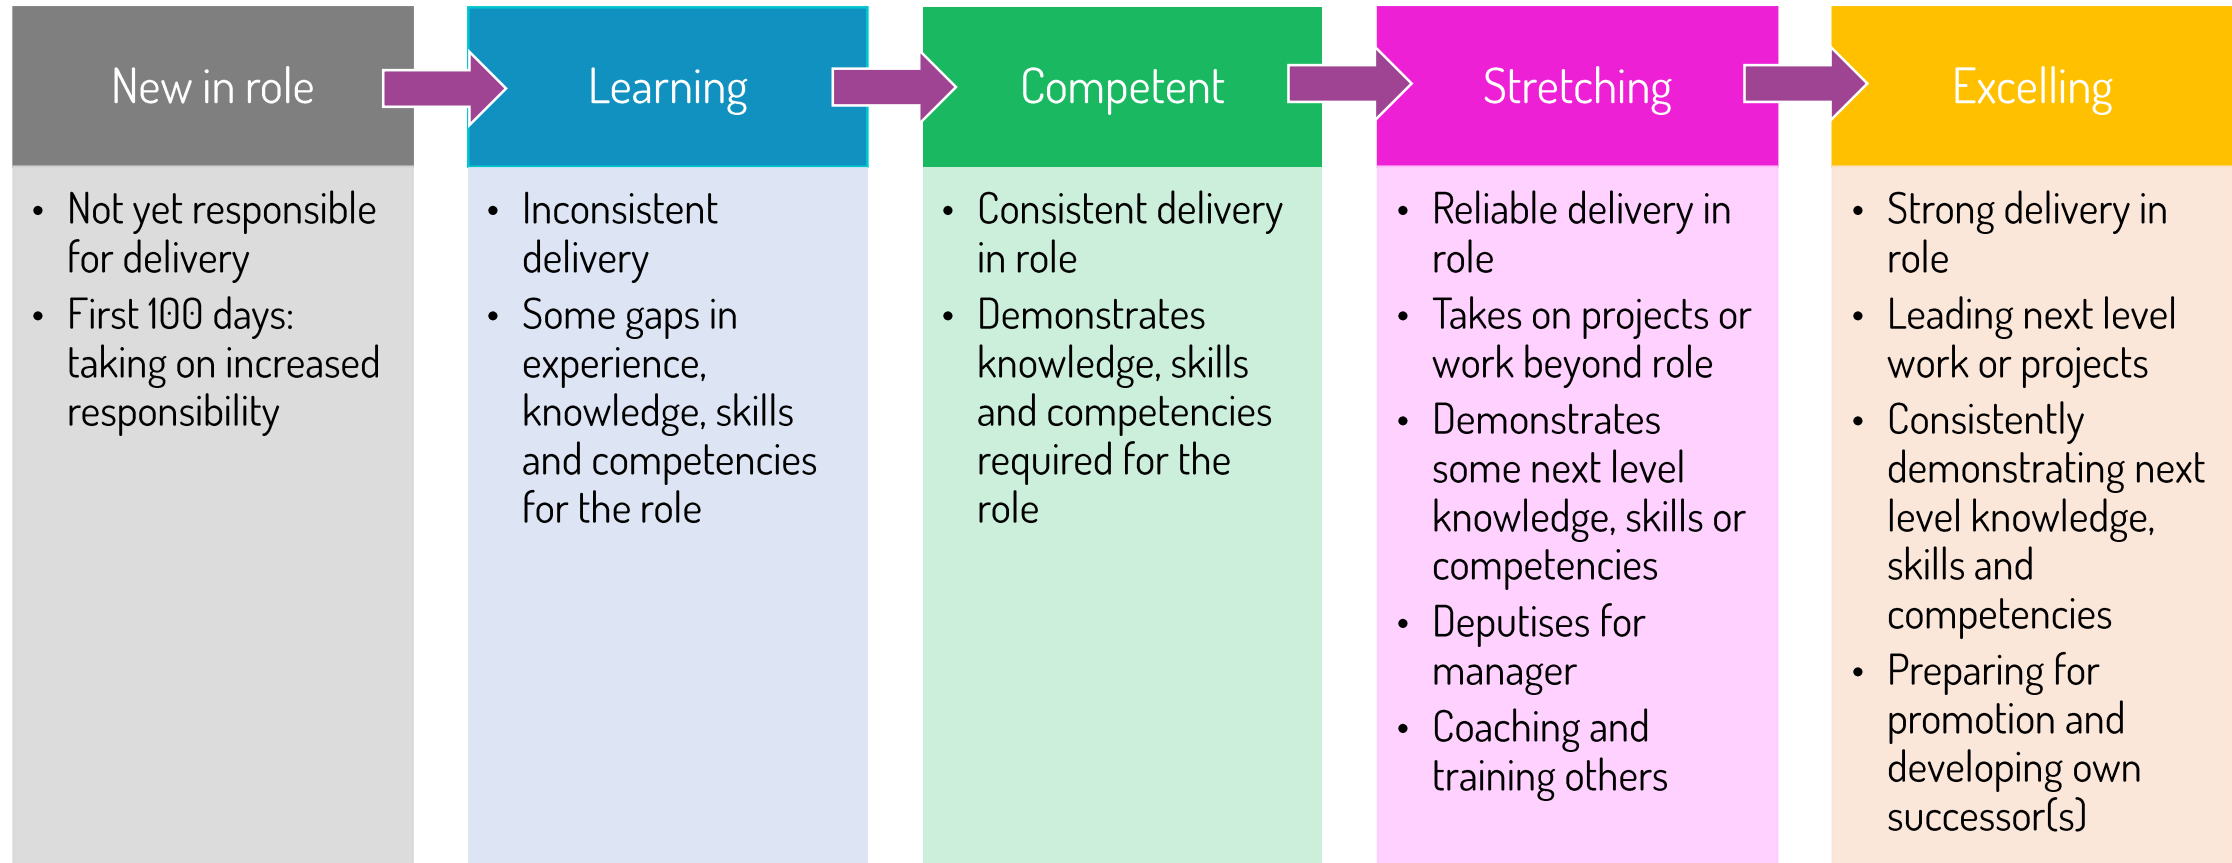 New in role
• Not yet responsible
for delivery
• First 100 days:
taking on increased
responsibility
Learning
• Inconsistent
delivery
• Some gaps in
experience,
knowledge, skills
and competencies
for the role
Competent
• Consistent delivery
in role
• Demonstrates
knowledge, skills
and competencies
required for the
role
Stretching
• Reliable delivery in
role
• Takes on projects or
work beyond role
• Demonstrates
some next level
knowledge, skills or
competencies
• Deputises for
manager
• Coaching and
training others
Excelling
• Strong delivery in
role
• Leading next level
work or projects
• Consistently
demonstrating next
level knowledge,
skills and
competencies
• Preparing for
promotion and
developing own
successor(s)